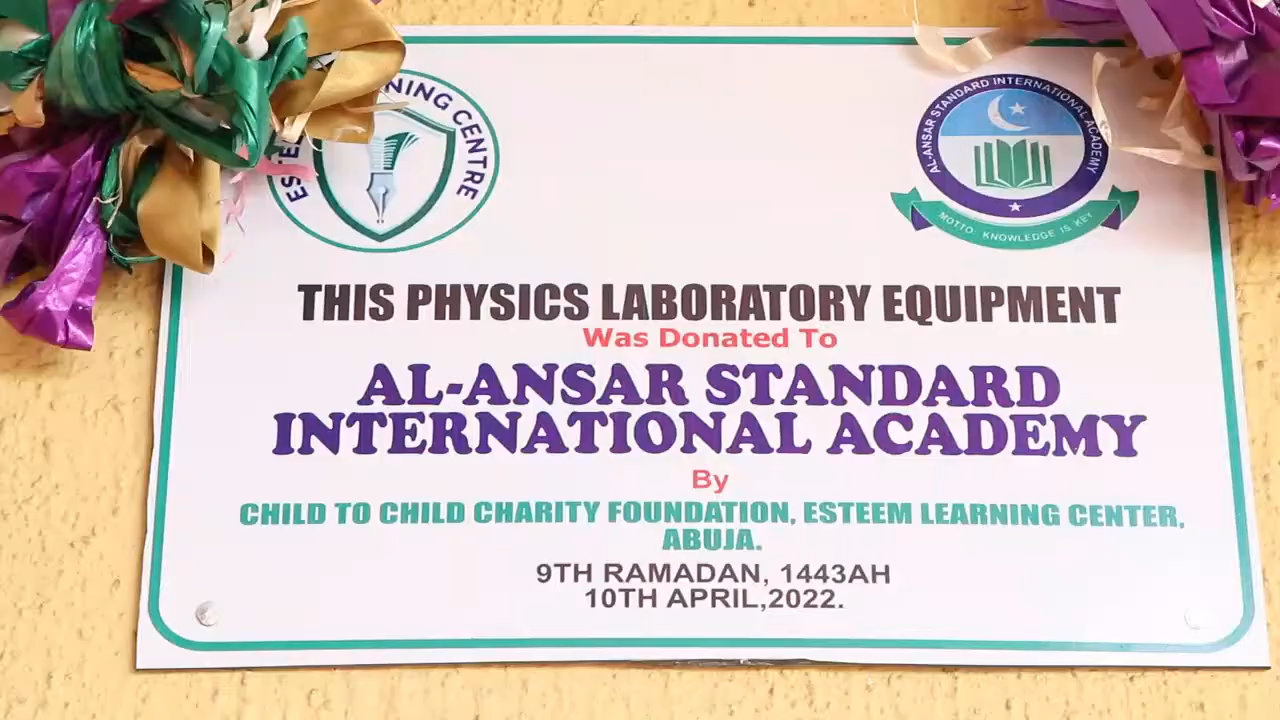 LEARNING CENTRE
AL-ANSAR STANDARD INTERNATIONAL ACADEMY
MOTTO: KNOWLEDGE IS KEY
THIS PHYSICS LABORATORY EQUIPMENT
Was Donated To
AL-ANSAR STANDARD
INTERNATIONAL ACADEMY
By
CHILD TO CHILD CHARITY FOUNDATION, ESTEEM LEARNING CENTER,
ABUJA.
9TH RAMADAN, 1443AH
10TH APRIL,2022.